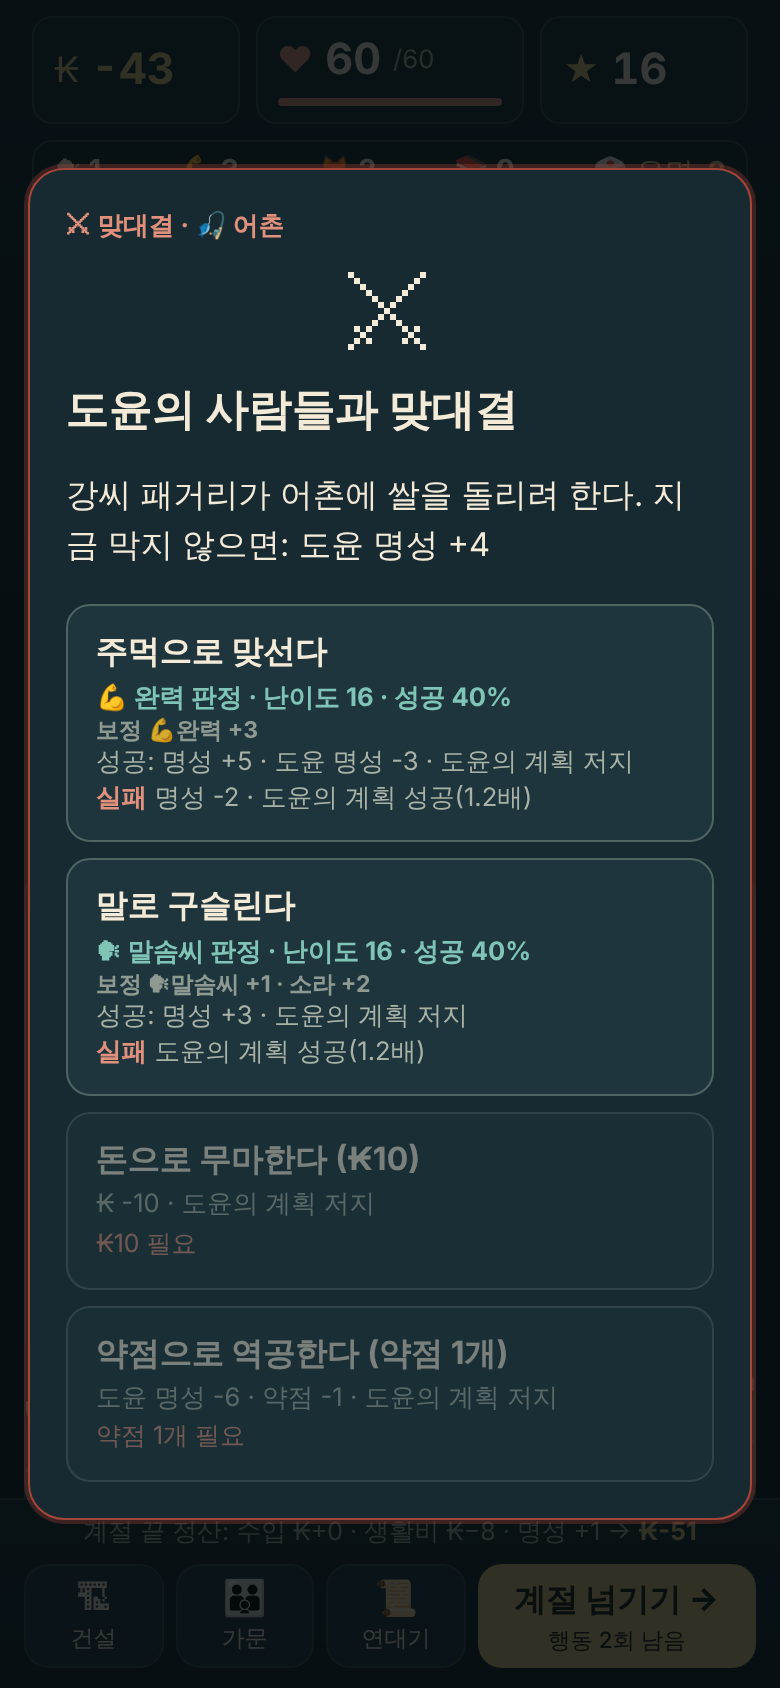 ₭ -43
60 /60
★ 16
1
3
2
0
⚔ 맞대결 · 🎣 어촌
도윤의 사람들과 맞대결
강씨 패거리가 어촌에 쌀을 돌리려 한다. 지
금 막지 않으면: 도윤 명성 +4
주먹으로 맞선다
💪 완력 판정 · 난이도 16 · 성공 40%
보정 💪완력 +3
성공: 명성 +5 · 도윤 명성 -3 · 도윤의 계획 저지
실패 명성 -2 · 도윤의 계획 성공(1.2배)
말로 구슬린다
🗣 말솜씨 판정 · 난이도 16 · 성공 40%
보정 🗣말솜씨 +1 · 소라 +2
성공: 명성 +3 · 도윤의 계획 저지
실패 도윤의 계획 성공(1.2배)
돈으로 무마한다 (₭10)
₭ -10 · 도윤의 계획 저지
₭10 필요
약점으로 역공한다 (약점 1개)
도윤 명성 -6 · 약점 -1 · 도윤의 계획 저지
약점 1개 필요
계절 끝 정산: 수입 ₭+0 · 생활비 ₭−8 · 명성 +1 → ₭-51
건설
가문
연대기
계절 넘기기 →
행동 2회 남음